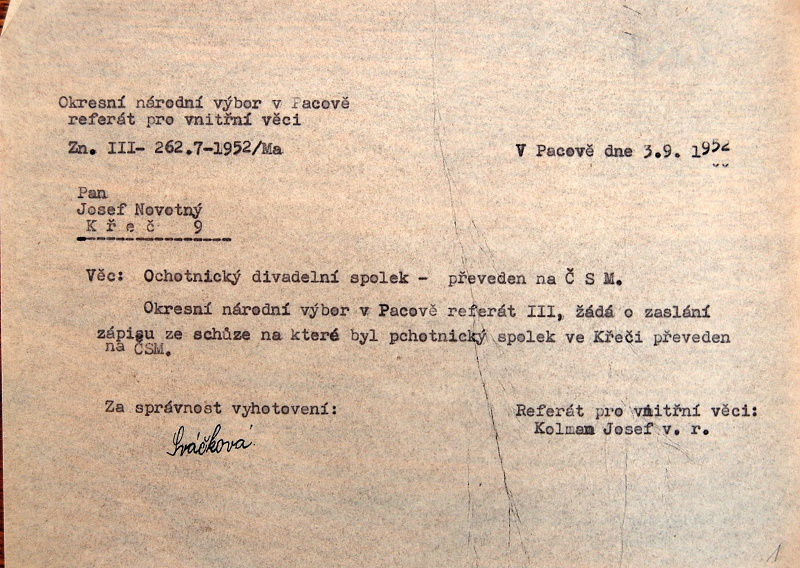 Okresní národní výbor v Pacově
referát pro vnitřní věci
Zn. III- 262.7-1952/Ma
V Pacově dne 3.9. 1952
Pan
Josef Novotný
K ř e č 9
Věc: Ochotnický divadelní spolek - převeden na Č S M.
Okresní národní výbor v Pacově referát III, žádá o zaslání
zápisu ze schůze na které byl pchotnický spolek ve Křeči převeden
na ČSM.
Za správnost vyhotovení:
Referát pro vnitřní věci:
Kolman Josef v. r.
Sváčková.
1